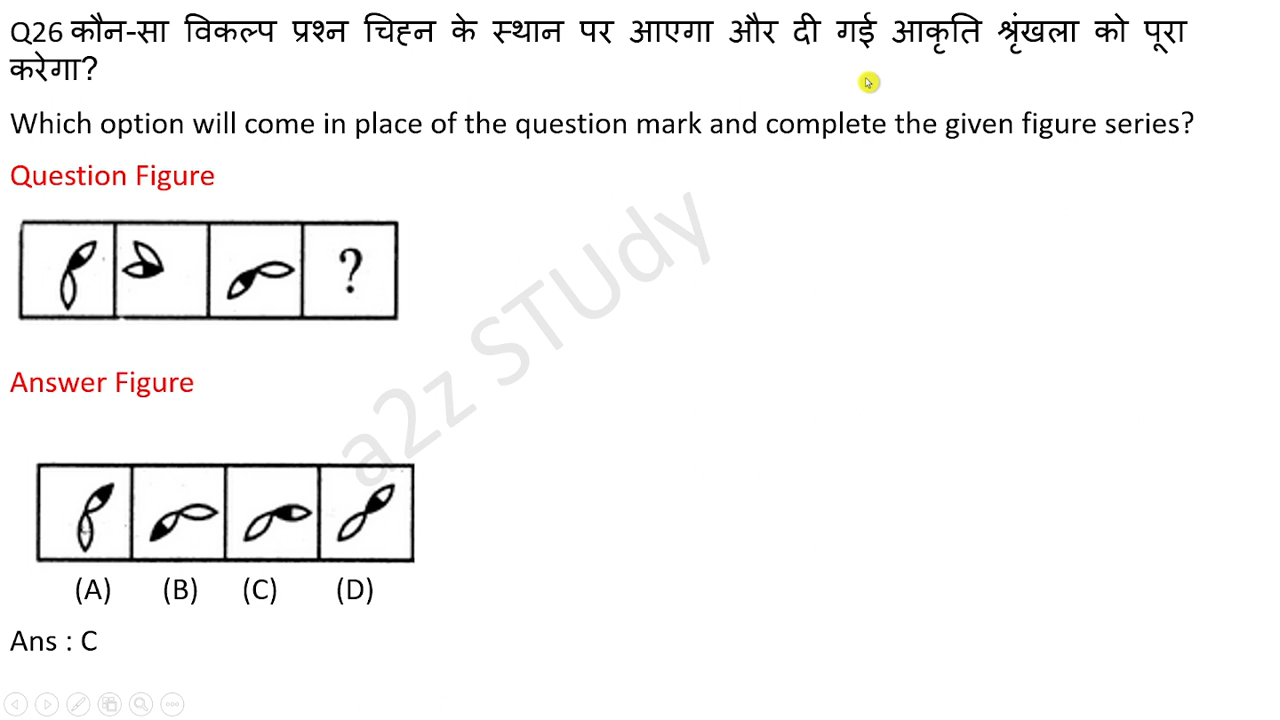 Q26 कौन-सा विकल्प प्रश्न चिह्न के स्थान पर आएगा और दी गई आकृति श्रृंखला को पूरा
करेगा?
Which option will come in place of the question mark and complete the given figure series?
Question Figure
?
a2z STUdy
Answer Figure
(A) (B) (C) (D)
Ans : C